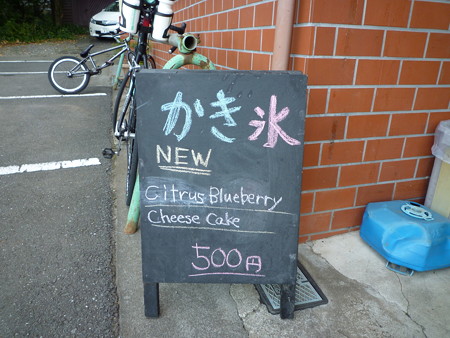 かき氷
NEW
Citrus Blueberry
Cheese Cake
500円